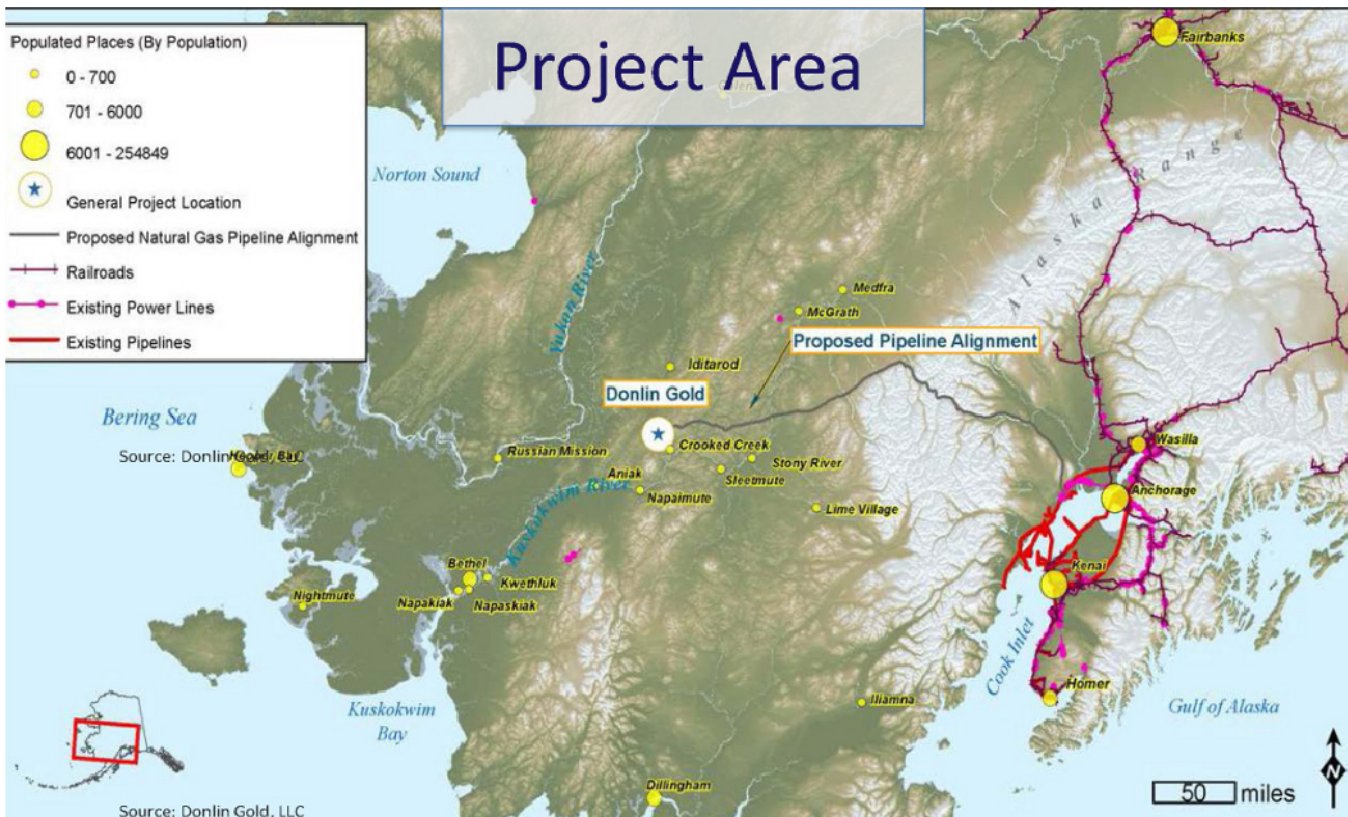 Project Area
Populated Places (By Population)
0 - 700
701 - 6000
6001 - 254849
General Project Location
Proposed Natural Gas Pipeline Alignment
Railroads
Existing Power Lines
Existing Pipelines
Fairbanks
Norton Sound
Alaska Range
Yukon River
Medfra
McGrath
Proposed Pipeline Alignment
Iditarod
Donlin Gold
Bering Sea
Crooked Creek
Wasilla
Source: Donlin
Russian Mission
Stony River
Sleetmute
Aniak
Napaimute
Anchorage
Kuskokwim River
Lime Village
Bethel
Kwethluk
Kenai
Napakiak
Napaskiak
Nightmute
Cook Inlet
Homer
Iliamna
Kuskokwim
Bay
Gulf of Alaska
Dillingham
N
50 miles
Source: Donlin Gold, LLC